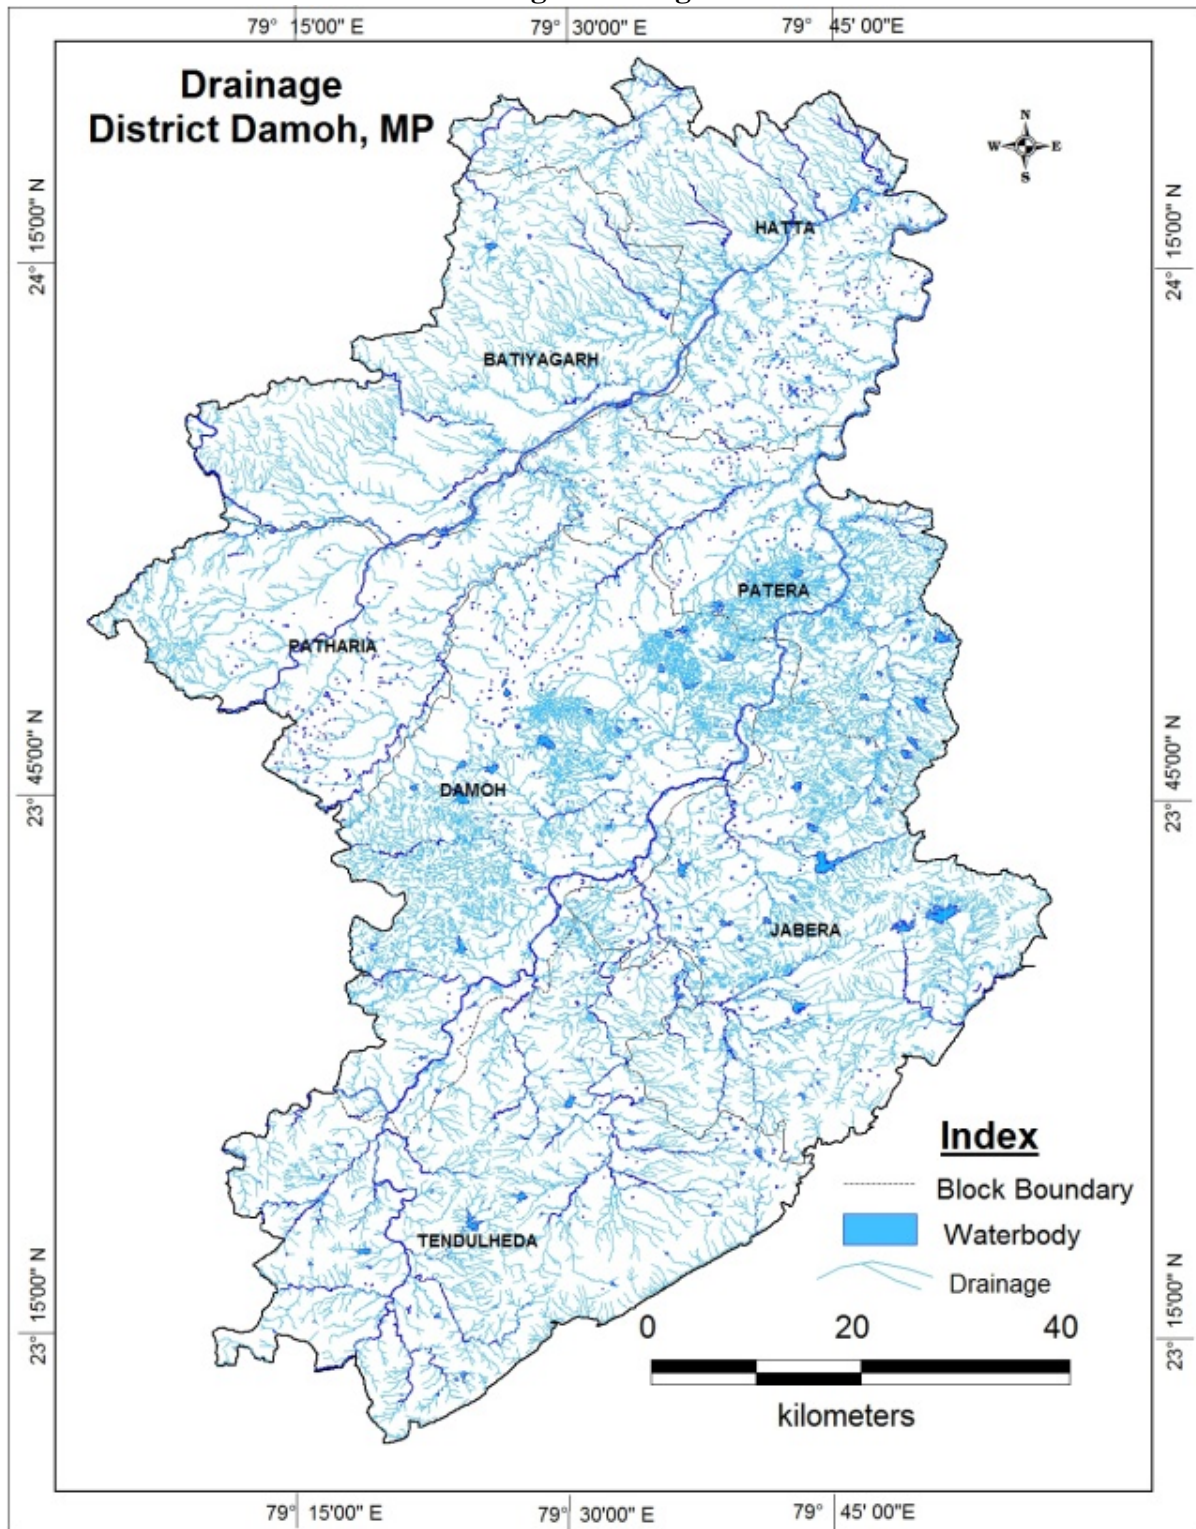 79° 15'00" E
79° 30'00" E
79° 45' 00"E
Drainage
District Damoh, MP
N
W
E
S
24° 15'00" N
24° 15'00" N
HATTA
BATIYAGARH
PATERA
PATHARIA
23° 45'00" N
23° 45'00" N
DAMOH
JABERA
Index
Block Boundary
Waterbody
Drainage
TENDULHEDA
23° 15'00" N
23° 15'00" N
0 20 40
kilometers
79° 15'00" E
79° 30'00" E
79° 45' 00"E